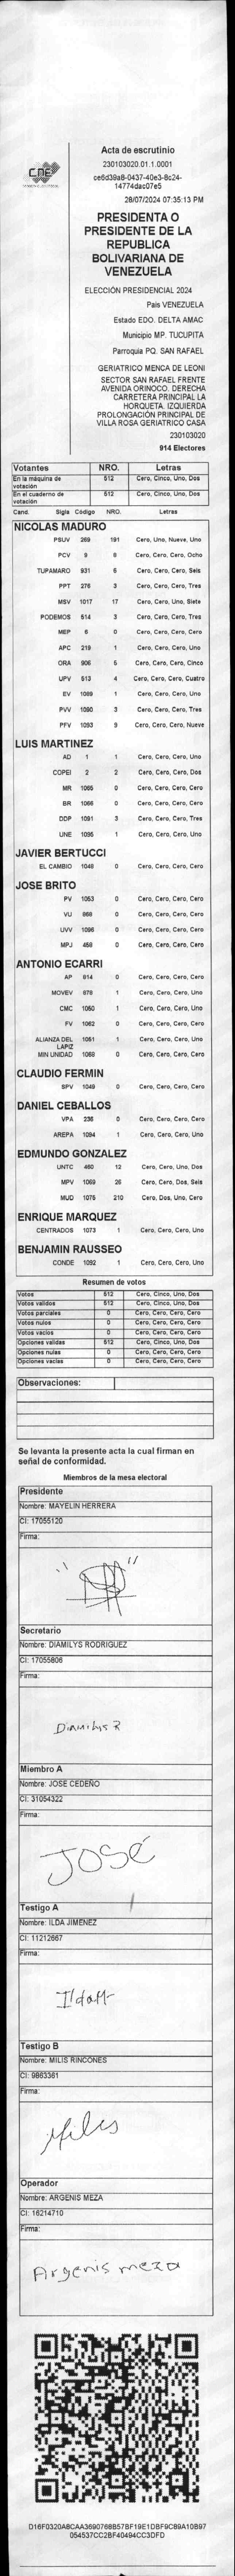 CNE
Acta de escrutinio
230103020.01.1.0001
ce6d39a8-0437-40e3-8c24-
14774dac07e5
28/07/2024 07:35:13 PM
PRESIDENTA O
PRESIDENTE DE LA
REPUBLICA
BOLIVARIANA DE
VENEZUELA
ELECCIÓN PRESIDENCIAL 2024
Pais VENEZUELA
Estado EDO. DELTA AMAC
Municipio MP. TUCUPITA
Parroquia PQ. SAN RAFAEL
GERIATRICO MENCA DE LEONI
SECTOR SAN RAFAEL FRENTE
AVENIDA ORINOCO. DERECHA
CARRETERA PRINCIPAL LA
HORQUETA. IZQUIERDA
PROLONGACIÓN PRINCIPAL DE
VILLA ROSA GERIATRICO CASA
230103020
914 Electores
Votantes NRO. Letras
En la máquina de votación 512 Cero, Cinco, Uno, Dos
En el cuaderno de votación 512 Cero, Cinco, Uno, Dos
Cand. Sigla Código NRO. Letras
NICOLAS MADURO
PSUV 269 191 Cero, Uno, Nueve, Uno
PCV 8 Cero, Cero, Cero, Ocho
TUPAMARO 931 6 Cero, Cero, Cero, Seis
PPT 276 3 Cero, Cero, Cero, Tres
MSV 1017 17 Cero, Cero, Uno, Siete
PODEMOS 514 3 Cero, Cero, Cero, Tres
MEP 6 0 Cero, Cero, Cero, Cero
APC 219 1 Cero, Cero, Cero, Uno
ORA 906 5 Cero, Cero, Cero, Cinco
UPV 513 4 Cero, Cero, Cero, Cuatro
EV 1089 1 Cero, Cero, Cero, Uno
PVV 1090 3 Cero, Cero, Cero, Tres
PFV 1093 9 Cero, Cero, Cero, Nueve
LUIS MARTINEZ
AD 1 1 Cero, Cero, Cero, Uno
COPEI 2 2 Cero, Cero, Cero, Dos
MR 1065 0 Cero, Cero, Cero, Cero
BR 1066 0 Cero, Cero, Cero, Cero
DDP 1091 3 Cero, Cero, Cero, Tres
UNE 1095 1 Cero, Cero, Cero, Uno
JAVIER BERTUCCI
EL CAMBIO 1048 0 Cero, Cero, Cero, Cero
JOSE BRITO
PV 1053 0 Cero, Cero, Cero, Cero
VU 868 0 Cero, Cero, Cero, Cero
UVV 1096 0 Cero, Cero, Cero, Cero
MPJ 458 0 Cero, Cero, Cero, Cero
ANTONIO ECARRI
AP 814 0 Cero, Cero, Cero, Cero
MOVEV 978 1 Cero, Cero, Cero, Uno
CMC 1050 1 Cero, Cero, Cero, Uno
FV 1062 0 Cero, Cero, Cero, Cero
ALIANZA DEL LAPIZ 1051 1 Cero, Cero, Cero, Uno
MIN UNIDAD 1068 0 Cero, Cero, Cero, Cero
CLAUDIO FERMIN
SPV 1049 0 Cero, Cero, Cero, Cero
DANIEL CEBALLOS
VPA 236 0 Cero, Cero, Cero, Cero
AREPA 1094 1 Cero, Cero, Cero, Uno
EDMUNDO GONZALEZ
UNTC 460 12 Cero, Cero, Uno, Dos
MPV 1069 26 Cero, Cero, Dos, Seis
MUD 1076 210 Cero, Dos, Uno, Cero
ENRIQUE MARQUEZ
CENTRADOS 1073 1 Cero, Cero, Cero, Uno
BENJAMIN RAUSSEO
CONDE 1092 1 Cero, Cero, Cero, Uno
Resumen de votos
Votos 512 Cero, Cinco, Uno, Dos
Votos validos 512 Cero, Cinco, Uno, Dos
Votos parciales 0 Cero, Cero, Cero, Cero
Votos nulos 0 Cero, Cero, Cero, Cero
Votos vacios 0 Cero, Cero, Cero, Cero
Opciones validas 512 Cero, Cinco, Uno, Dos
Opciones nulas 0 Cero, Cero, Cero, Cero
Opciones vacias 0 Cero, Cero, Cero, Cero
Observaciones:
Se levanta la presente acta la cual firman en
señal de conformidad.
Miembros de la mesa electoral
Presidente
Nombre: MAYELIN HERRERA
CI: 17055120
Firma:
Secretario
Nombre: DIAMILYS RODRIGUEZ
CI: 17055806
Firma:
Diamilys R
Miembro A
Nombre: JOSE CEDEÑO
CI: 31054322
Firma:
JOSÉ
Testigo A
Nombre: ILDA JIMENEZ
CI: 11212667
Firma:
Testigo B
Nombre: MILIS RINCONES
CI: 9863361
Firma:
Milis
Operador
Nombre: ARGENIS MEZA
CI: 16214710
Firma:
Argenis meza
D16F0320A8CAA369076BB57BF19E1DBF9C89A10B97
054537CC2BF40494CC3DFD